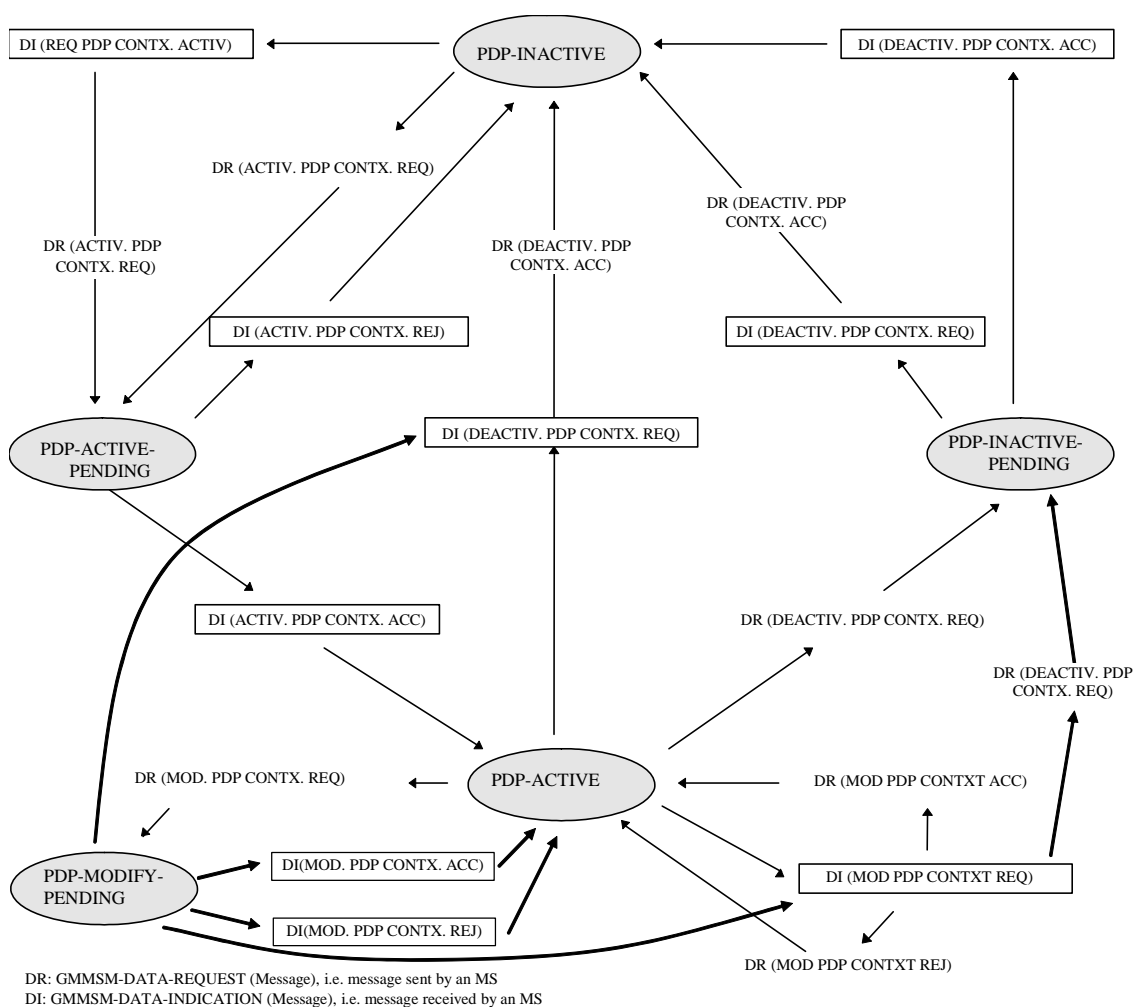 DI (REQ PDP CONTX. ACTIV)
PDP-INACTIVE
DI (DEACTIV. PDP CONTX. ACC)
DR (ACTIV. PDP CONTX. REQ)
DR (DEACTIV. PDP
CONTX. ACC)
DR (ACTIV. PDP
CONTX. REQ)
DR (DEACTIV. PDP
CONTX. ACC)
DI (ACTIV. PDP CONTX. REJ)
DI (DEACTIV. PDP CONTX. REQ)
DI (DEACTIV. PDP CONTX. REQ)
PDP-ACTIVE-
PENDING
PDP-INACTIVE-
PENDING
DI (ACTIV. PDP CONTX. ACC)
DR (DEACTIV. PDP CONTX. REQ)
DR (DEACTIV. PDP
CONTX. REQ)
DR (MOD. PDP CONTX. REQ)
PDP-ACTIVE
DR (MOD PDP CONTXT ACC)
DI(MOD. PDP CONTX. ACC)
PDP-MODIFY-
PENDING
DI (MOD PDP CONTXT REQ)
DI(MOD. PDP CONTX. REJ)
DR (MOD PDP CONTXT REJ)
DR: GMMSM-DATA-REQUEST (Message), i.e. message sent by an MS
DI: GMMSM-DATA-INDICATION (Message), i.e. message received by an MS